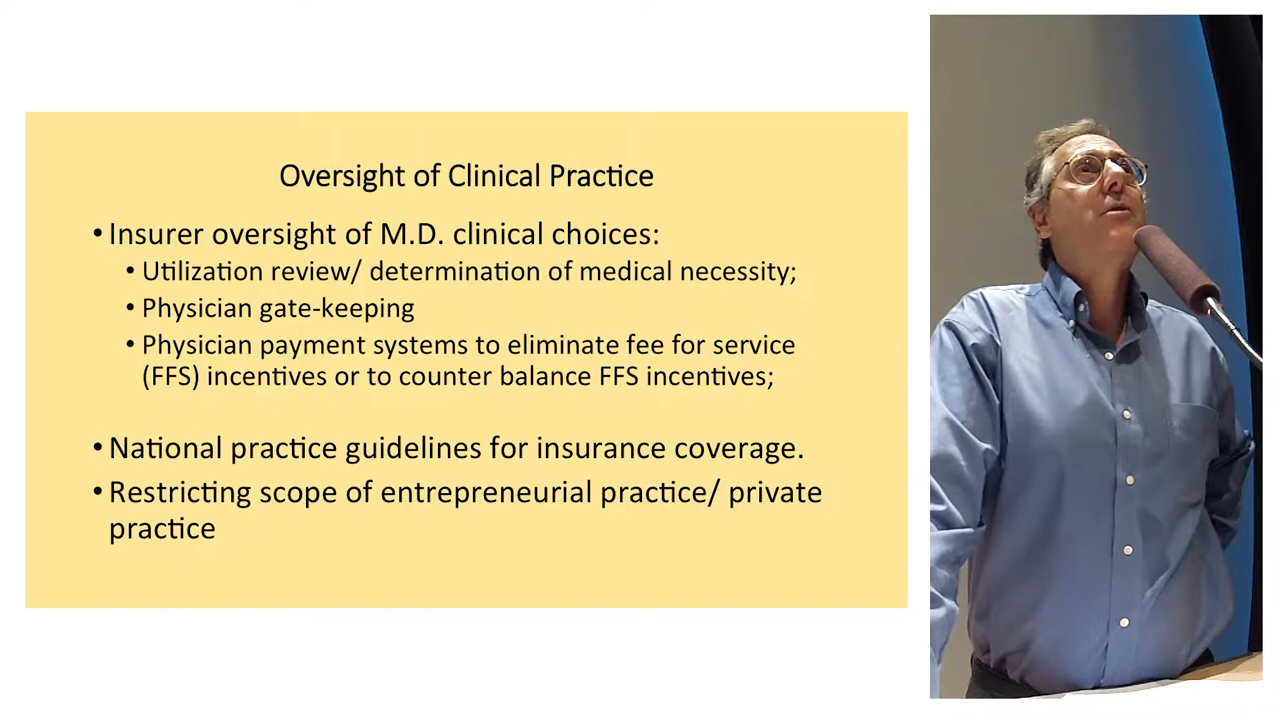 Oversight of Clinical Practice
• Insurer oversight of M.D. clinical choices:
• Utilization review/ determination of medical necessity;
• Physician gate-keeping
• Physician payment systems to eliminate fee for service
(FFS) incentives or to counter balance FFS incentives;
• National practice guidelines for insurance coverage.
• Restricting scope of entrepreneurial practice/ private
practice